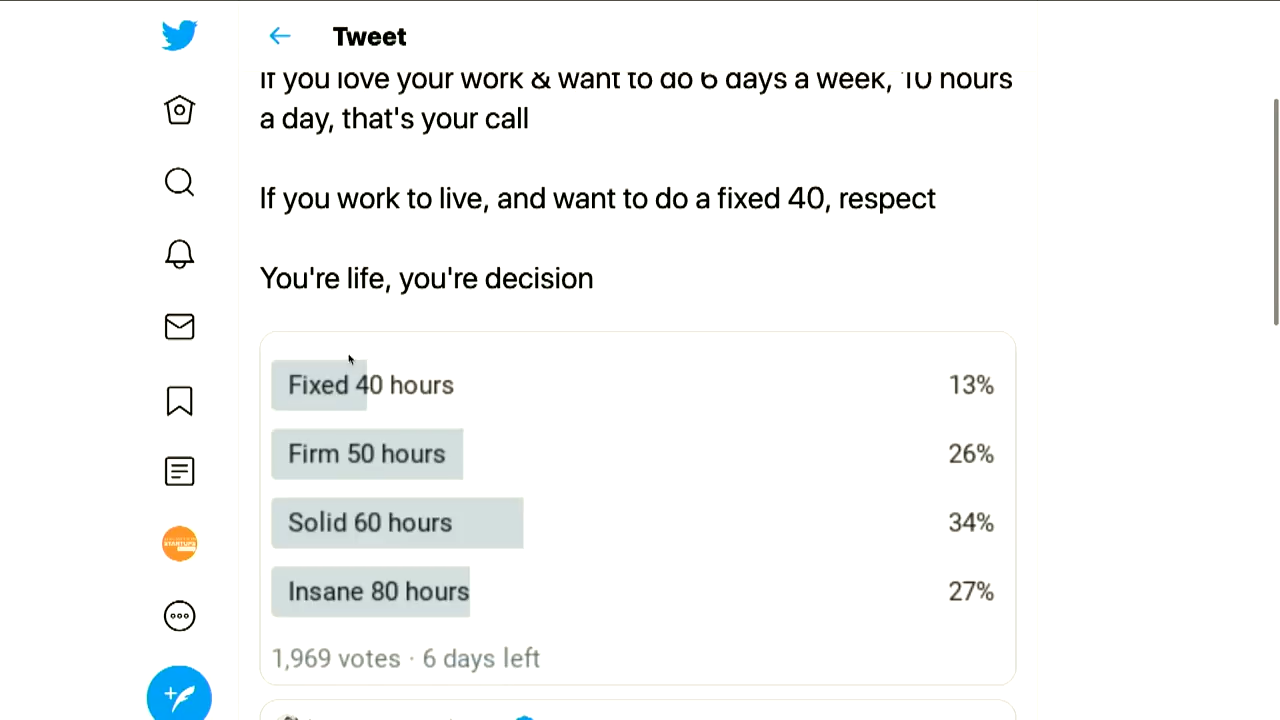 Tweet
If you love your work & want to do 6 days a week, 10 hours
a day, that's your call
If you work to live, and want to do a fixed 40, respect
You're life, you're decision
Fixed 40 hours 13%
Firm 50 hours 26%
Solid 60 hours 34%
Insane 80 hours 27%
1,969 votes · 6 days left
STARTUPS